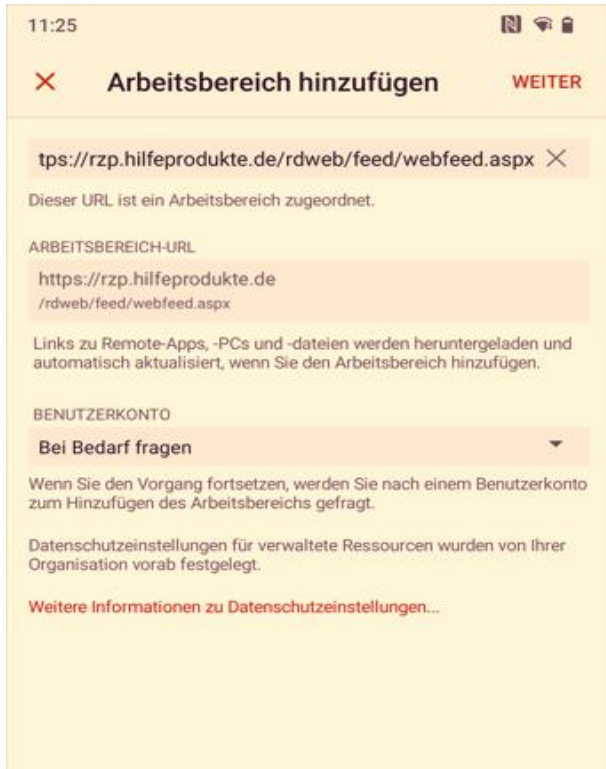 11:25
Arbeitsbereich hinzufügen
WEITER
tps://rzp.hilfeprodukte.de/rdweb/feed/webfeed.aspx
Dieser URL ist ein Arbeitsbereich zugeordnet.
ARBEITSBEREICH-URL
https://rzp.hilfeprodukte.de
/rdweb/feed/webfeed.aspx
Links zu Remote-Apps, -PCs und -dateien werden heruntergeladen und
automatisch aktualisiert, wenn Sie den Arbeitsbereich hinzufügen.
BENUTZERKONTO
Bei Bedarf fragen
Wenn Sie den Vorgang fortsetzen, werden Sie nach einem Benutzerkonto
zum Hinzufügen des Arbeitsbereichs gefragt.
Datenschutzeinstellungen für verwaltete Ressourcen wurden von Ihrer
Organisation vorab festgelegt.
Weitere Informationen zu Datenschutzeinstellungen...